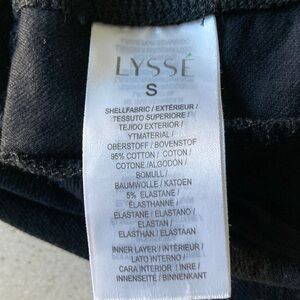 LYSSÉ
S
SHELLFABRIC / EXTÉRIEUR /
TESSUTO SUPERIORE /
TEJIDO EXTERIOR /
YTMATERIAL /
OBERSTOFF / BOVENSTOF
95% COTTON / COTON /
COTONE / ALGODÓN /
BOMULL /
BAUMWOLLE / KATOEN
5% ELASTANE /
ÉLASTHANNE /
ELASTANE / ELASTANO /
ELASTAN /
ELASTHAN / ELASTAAN
INNER LAYER / INTÉRIEUR /
LATO INTERNO /
CARA INTERIOR / INRE /
INNENSEITE / BINNENKANT